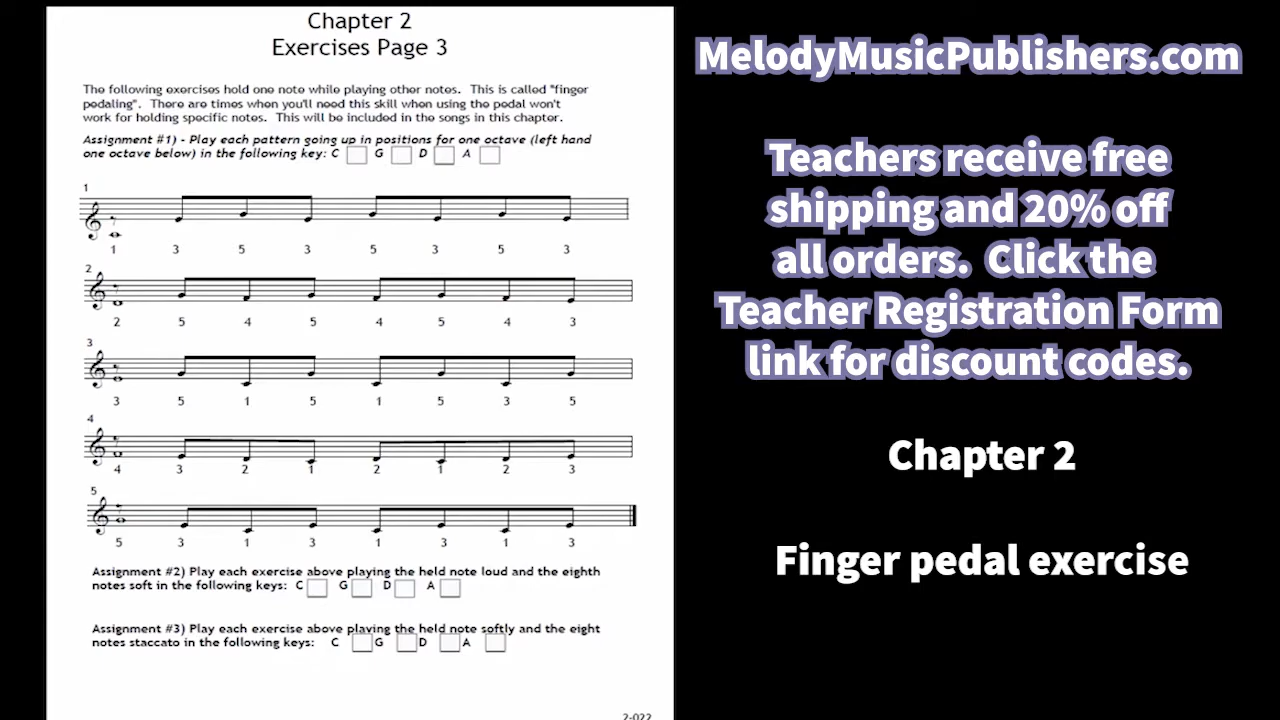 Chapter 2
Exercises Page 3
The following exercises hold one note while playing other notes. This is called "finger
pedaling". There are times when you'll need this skill when using the pedal won't
work for holding specific notes. This will be included in the songs in this chapter.
Assignment #1) - Play each pattern going up in positions for one octave (left hand
one octave below) in the following key: C G D A
1
1 3 5 3 5 3 5 3
2
2 5 4 5 4 5 4 3
3
3 5 1 5 1 5 3 5
4
4 3 2 1 2 1 2 3
5
5 3 1 3 1 3 1 3
Assignment #2) Play each exercise above playing the held note loud and the eighth
notes soft in the following keys: C G D A
Assignment #3) Play each exercise above playing the held note softly and the eight
notes staccato in the following keys: C G D A
2-022
MelodyMusicPublishers.com
Teachers receive free
shipping and 20% off
all orders. Click the
Teacher Registration Form
link for discount codes.
Chapter 2
Finger pedal exercise